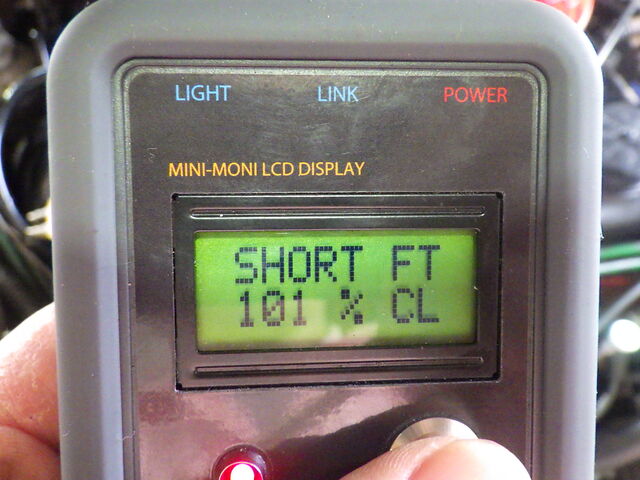 LIGHT LINK POWER
MINI-MONI LCD DISPLAY
SHORT FT
101 % CL